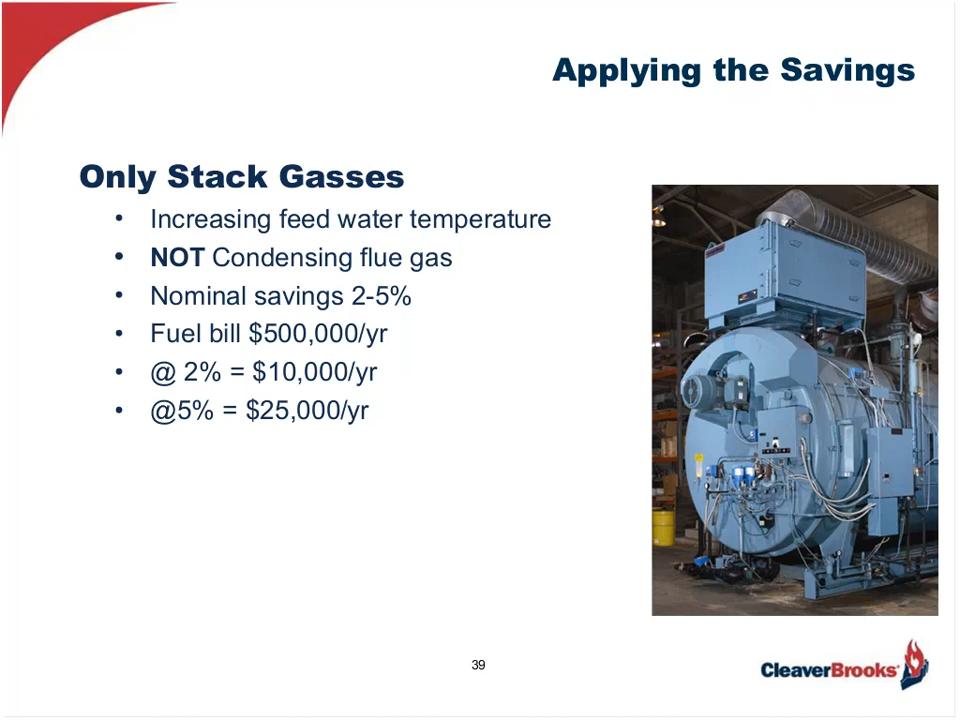 Applying the Savings
Only Stack Gasses
• Increasing feed water temperature
• NOT Condensing flue gas
• Nominal savings 2-5%
• Fuel bill $500,000/yr
• @ 2% = $10,000/yr
• @5% = $25,000/yr
39
CleaverBrooks